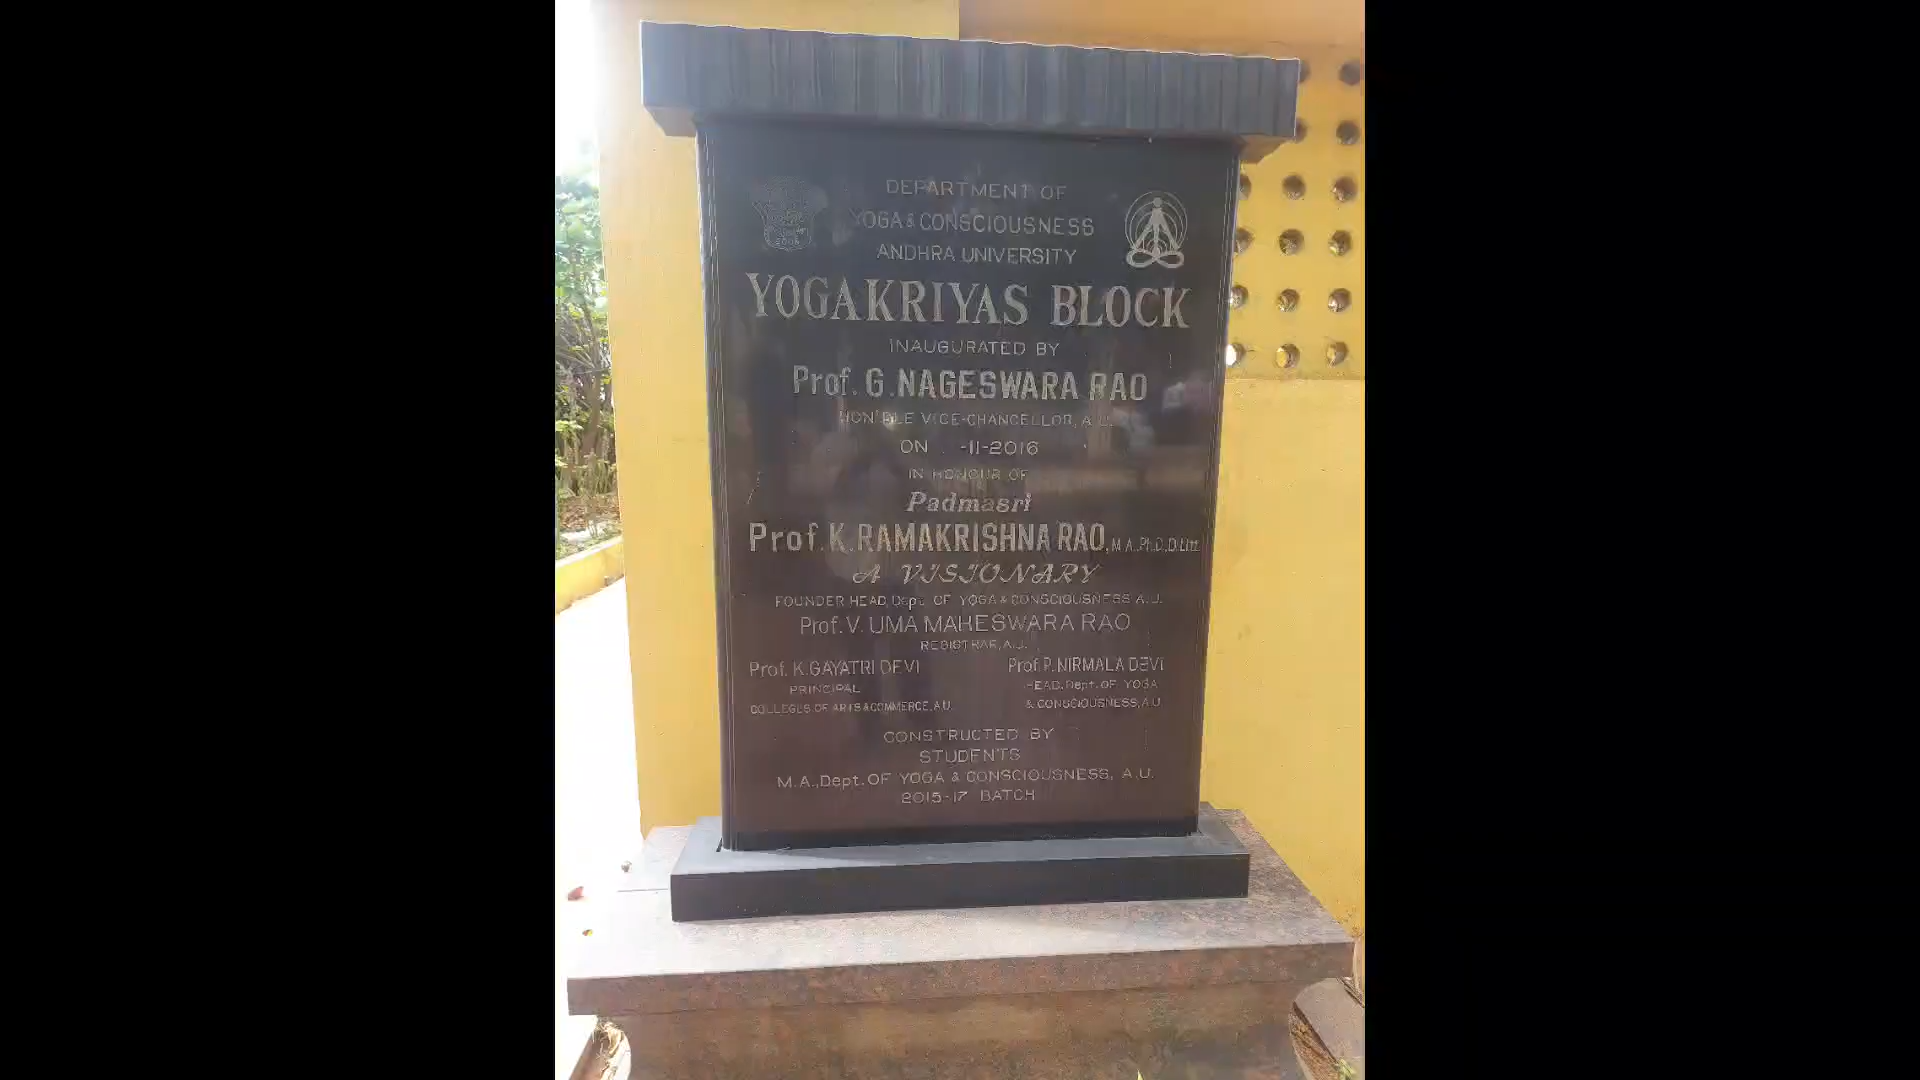 DEPARTMENT OF
YOGA & CONSCIOUSNESS
ANDHRA UNIVERSITY
YOGAKRIYAS BLOCK
INAUGURATED BY
Prof. G.NAGESWARA RAO
HON'BLE VICE-CHANCELLOR, A.U.
ON -11-2016
IN HONOUR OF
Padmasri
Prof. K.RAMAKRISHNA RAO, M.A.,Ph.D.,D.Litt
A VISIONARY
FOUNDER HEAD, Dept. OF YOGA & CONSCIOUSNESS A.U.
Prof. V. UMA MAHESWARA RAO
REGISTRAR, A.U.
Prof. K.GAYATRI DEVI
PRINCIPAL
COLLEGES OF ARTS & COMMERCE, A.U.
Prof. P.NIRMALA DEVI
HEAD, Dept. OF YOGA
& CONSCIOUSNESS, A.U.
CONSTRUCTED BY
STUDENTS
M.A., Dept. OF YOGA & CONSCIOUSNESS, A.U.
2015-17 BATCH